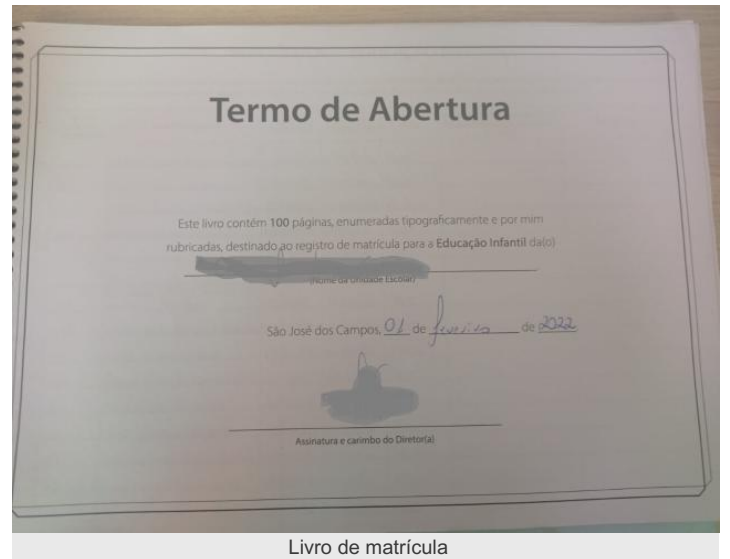 Termo de Abertura
Este livro contém 100 páginas, enumeradas tipograficamente e por mim
rubricadas, destinado ao registro de matrícula para a Educação Infantil da(o)
(Nome da Unidade Escolar)
São José dos Campos, 01 de fevereiro de 2022
Assinatura e carimbo do Diretor(a)
Livro de matrícula